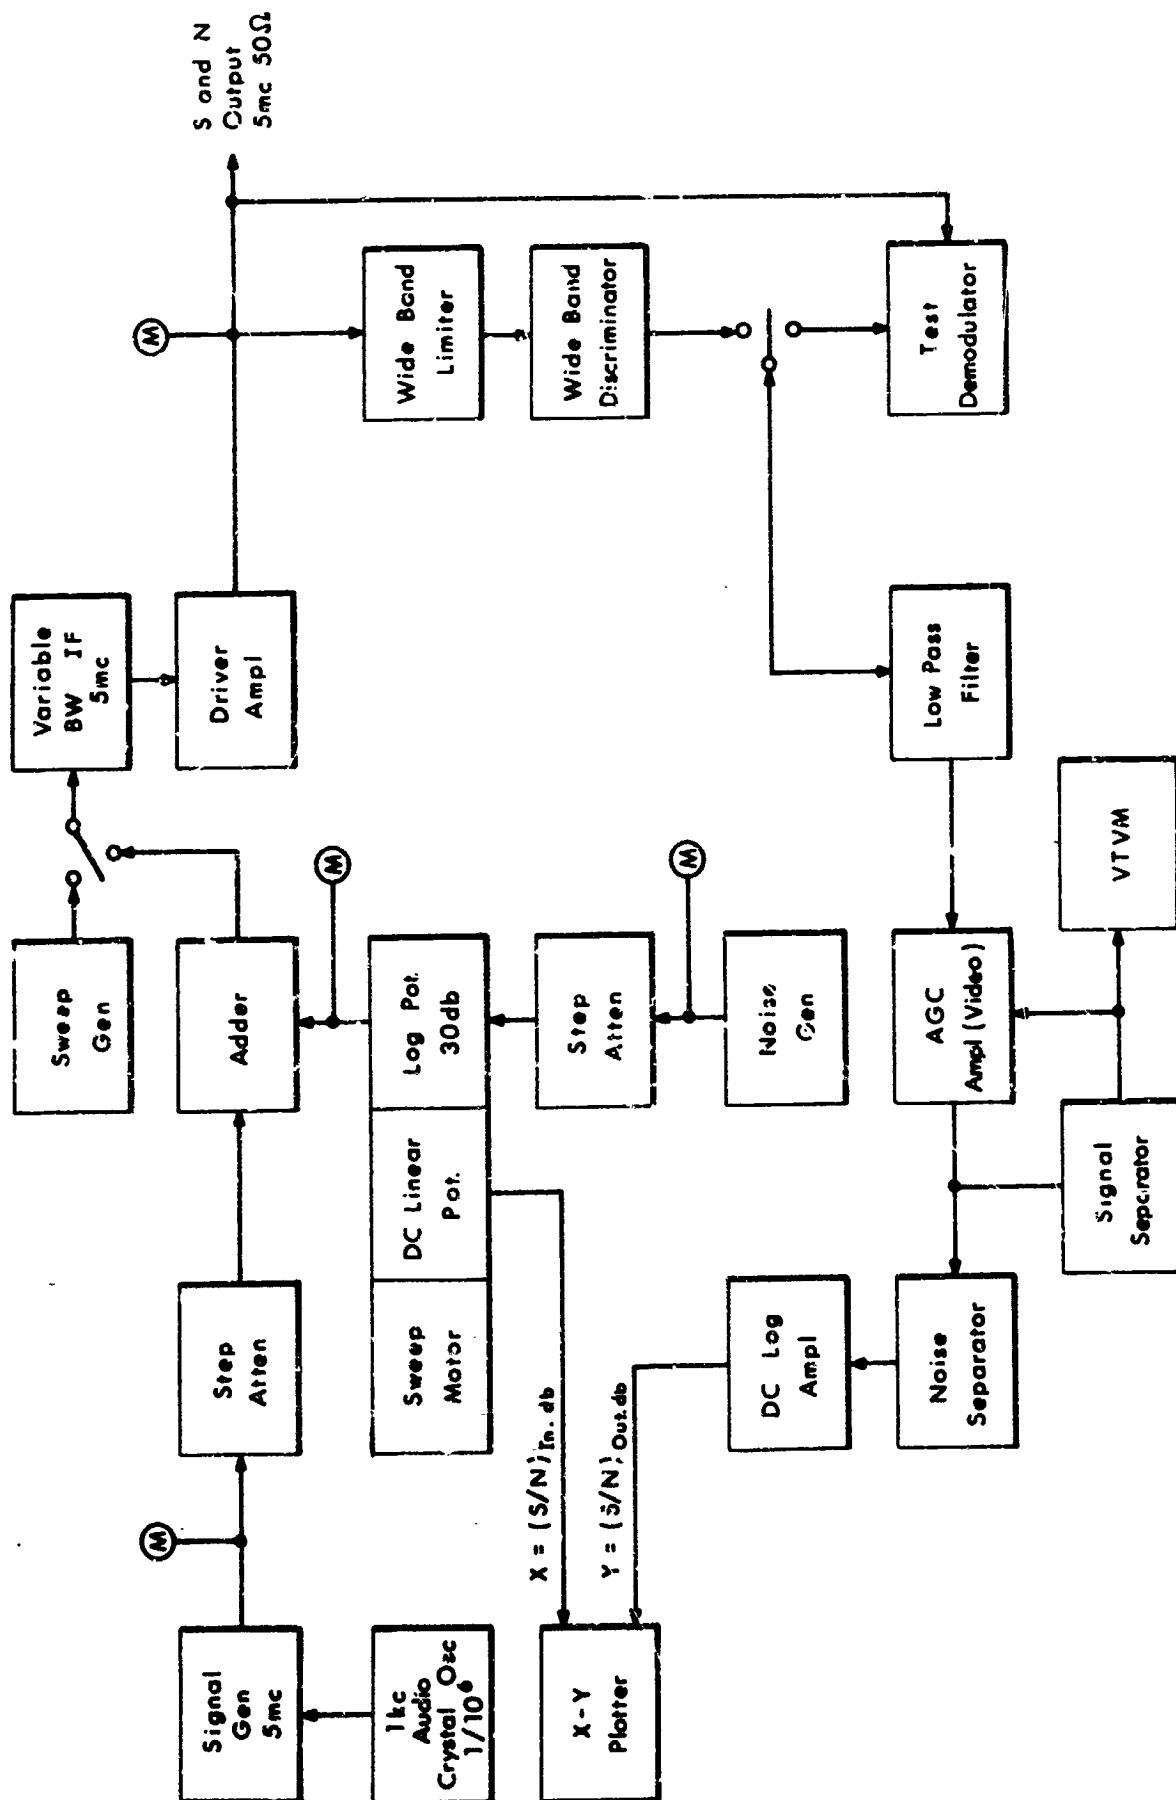 Signal
Gen
5mc
1kc
Audio
Crystal Osc
1/10⁶
X-Y
Plotter
M
Step
Atten
Sweep
Motor
DC Linear
Pot.
Log Pot.
30db
X = (S/N)In.db
Y = (S/N)Out.db
DC Log
Ampl
Noise
Separator
Signal
Separator
Adder
Sweep
Gen
M
Step
Atten
M
Noise
Gen
AGC
Ampl (Video)
VTVM
Variable
BW IF
5mc
Driver
Ampl
Low Pass
Filter
M
Wide Band
Limiter
Wide Band
Discriminator
Test
Demodulator
S and N
Output
5mc 50Ω